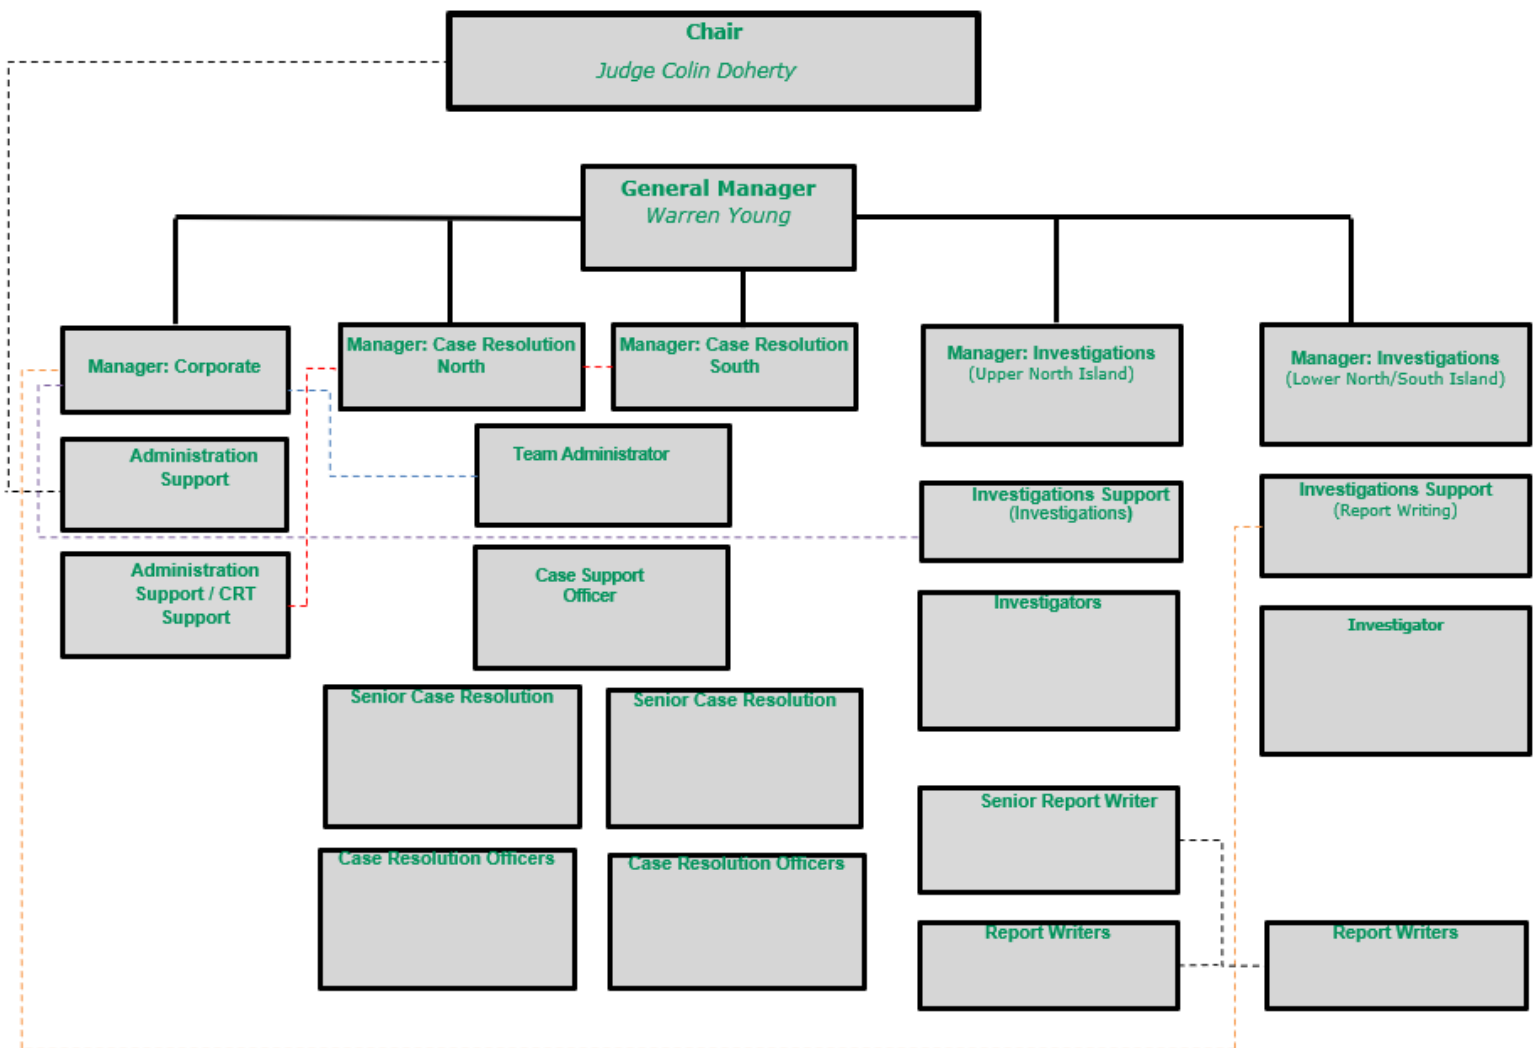 Chair
Judge Colin Doherty
General Manager
Warren Young
Manager: Corporate
Manager: Case Resolution
North
Manager: Case Resolution
South
Manager: Investigations
(Upper North Island)
Manager: Investigations
(Lower North/South Island)
Administration
Support
Team Administrator
Investigations Support
(Investigations)
Investigations Support
(Report Writing)
Administration
Support / CRT
Support
Case Support
Officer
Investigators
Investigator
Senior Case Resolution
Senior Case Resolution
Senior Report Writer
Case Resolution Officers
Case Resolution Officers
Report Writers
Report Writers